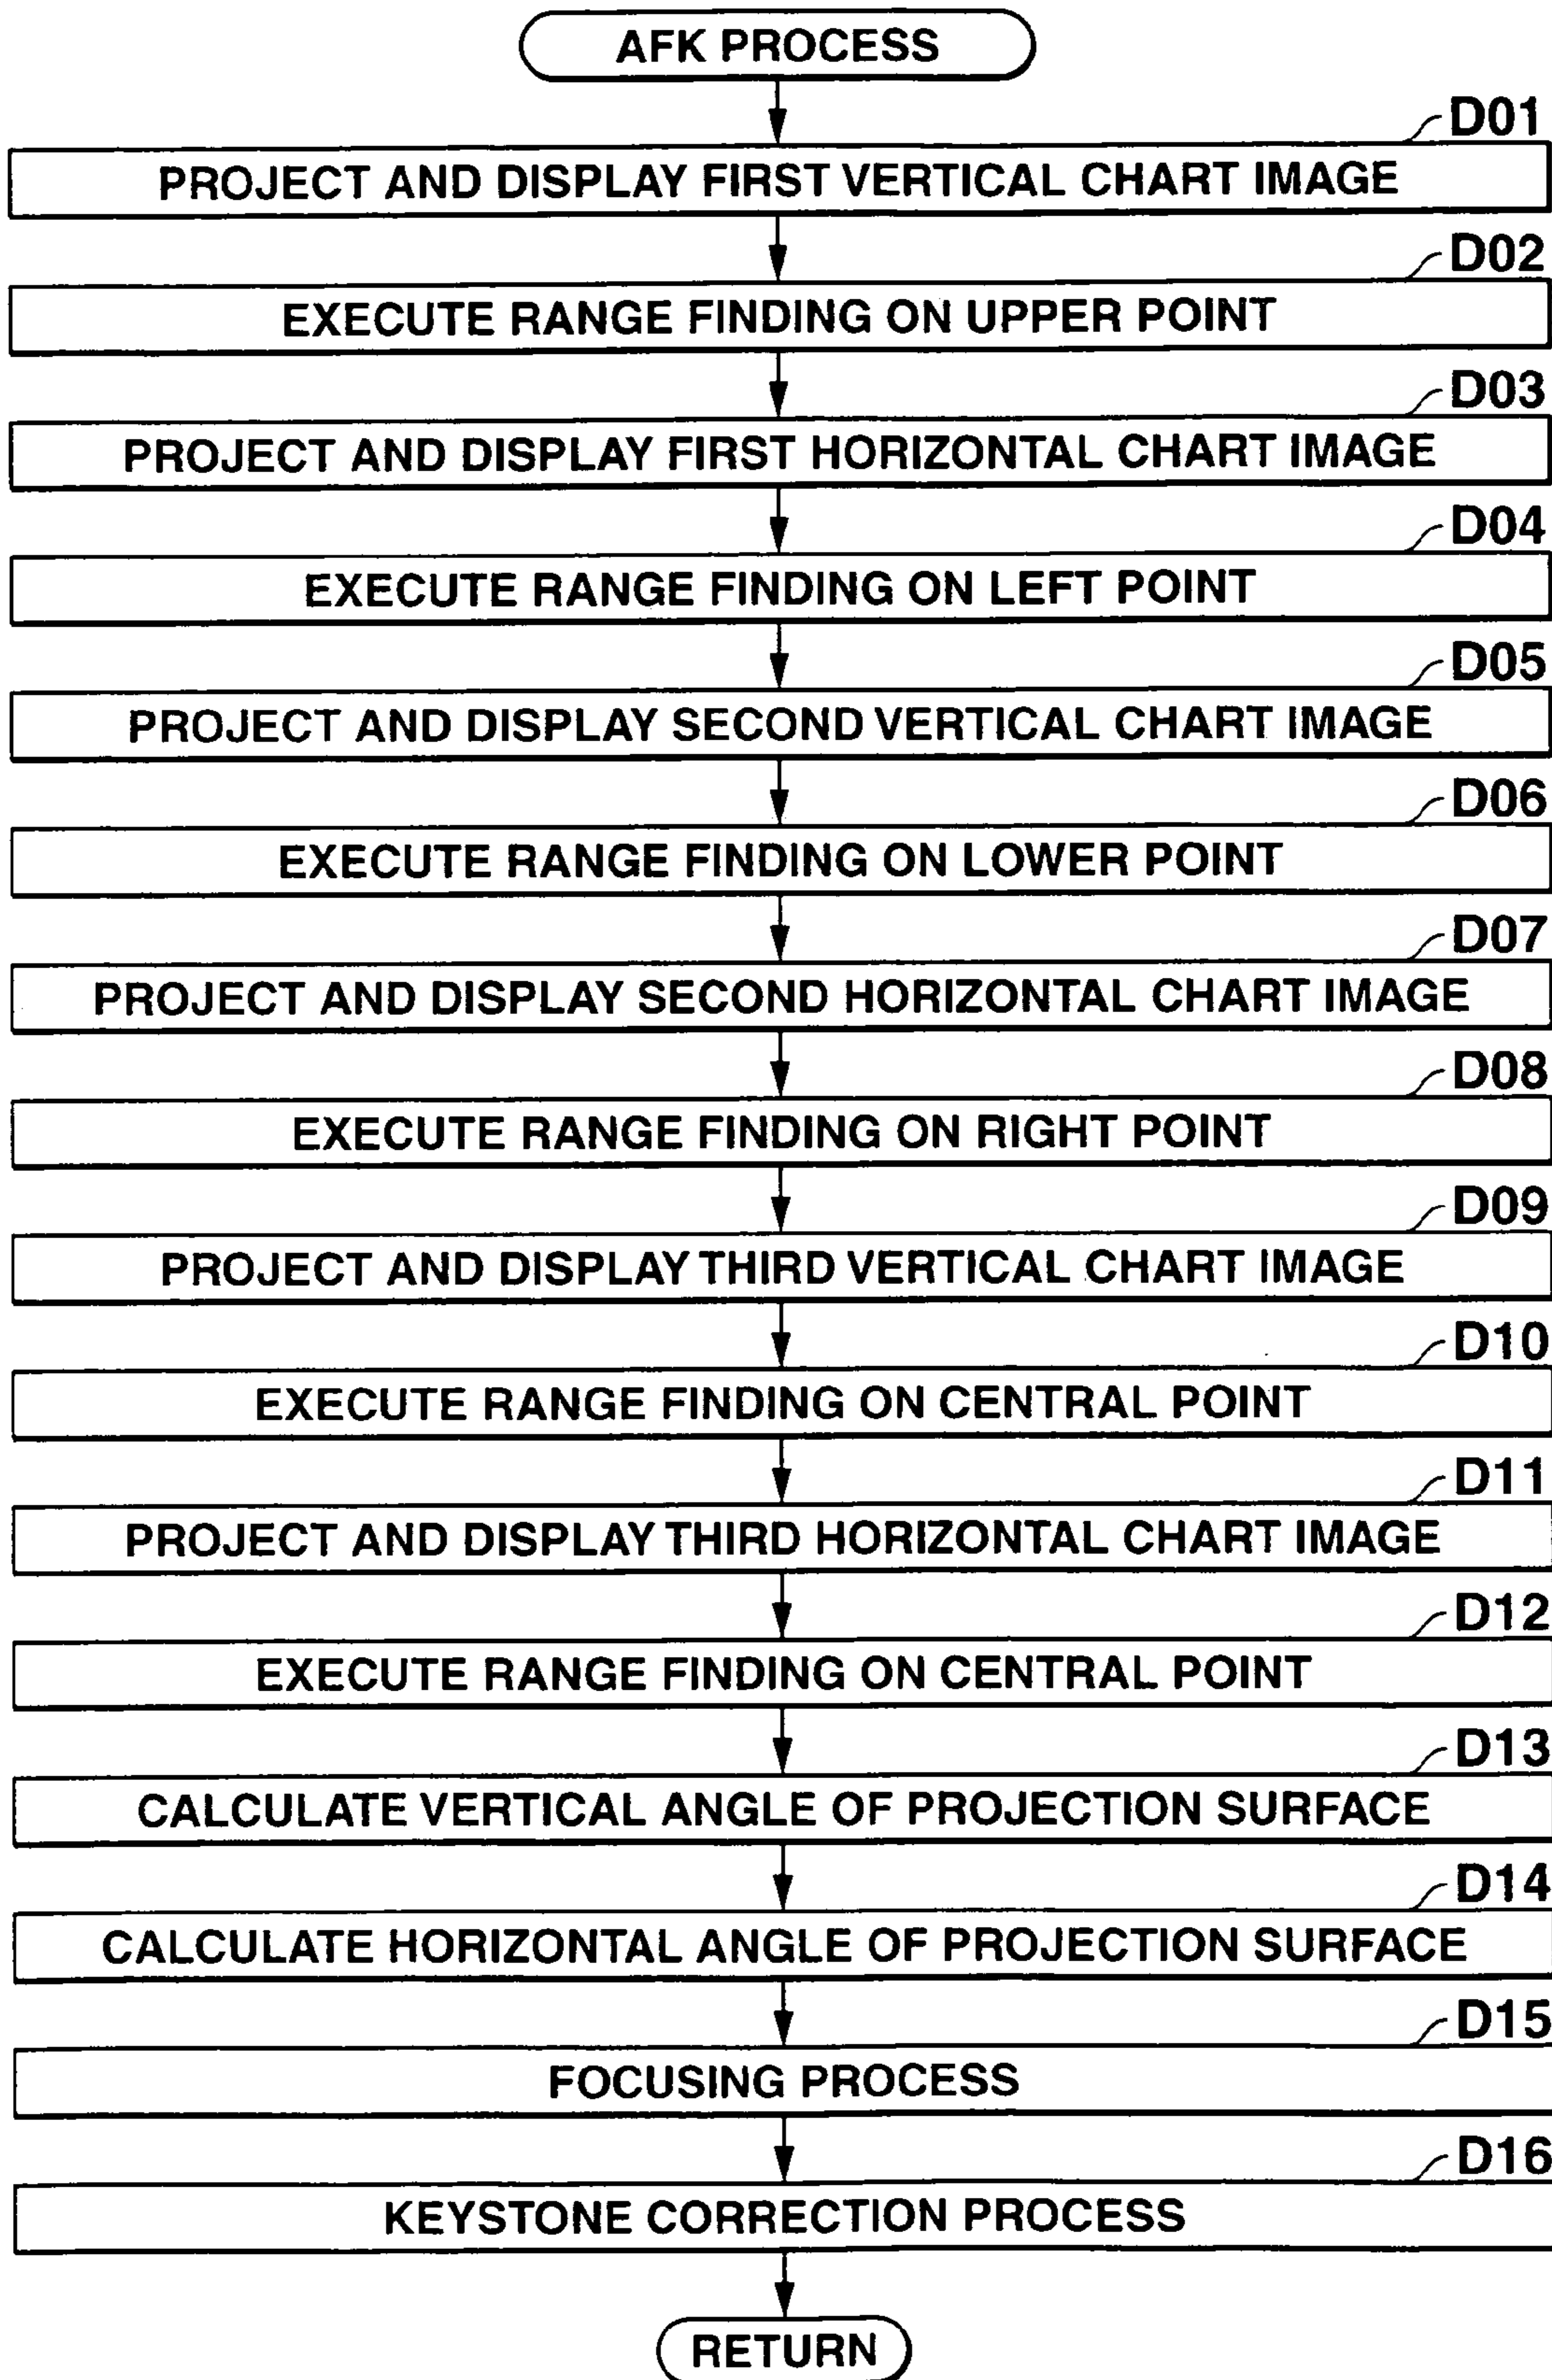 AFK PROCESS
D01
PROJECT AND DISPLAY FIRST VERTICAL CHART IMAGE
D02
EXECUTE RANGE FINDING ON UPPER POINT
D03
PROJECT AND DISPLAY FIRST HORIZONTAL CHART IMAGE
D04
EXECUTE RANGE FINDING ON LEFT POINT
D05
PROJECT AND DISPLAY SECOND VERTICAL CHART IMAGE
D06
EXECUTE RANGE FINDING ON LOWER POINT
D07
PROJECT AND DISPLAY SECOND HORIZONTAL CHART IMAGE
D08
EXECUTE RANGE FINDING ON RIGHT POINT
D09
PROJECT AND DISPLAY THIRD VERTICAL CHART IMAGE
D10
EXECUTE RANGE FINDING ON CENTRAL POINT
D11
PROJECT AND DISPLAY THIRD HORIZONTAL CHART IMAGE
D12
EXECUTE RANGE FINDING ON CENTRAL POINT
D13
CALCULATE VERTICAL ANGLE OF PROJECTION SURFACE
D14
CALCULATE HORIZONTAL ANGLE OF PROJECTION SURFACE
D15
FOCUSING PROCESS
D16
KEYSTONE CORRECTION PROCESS
RETURN